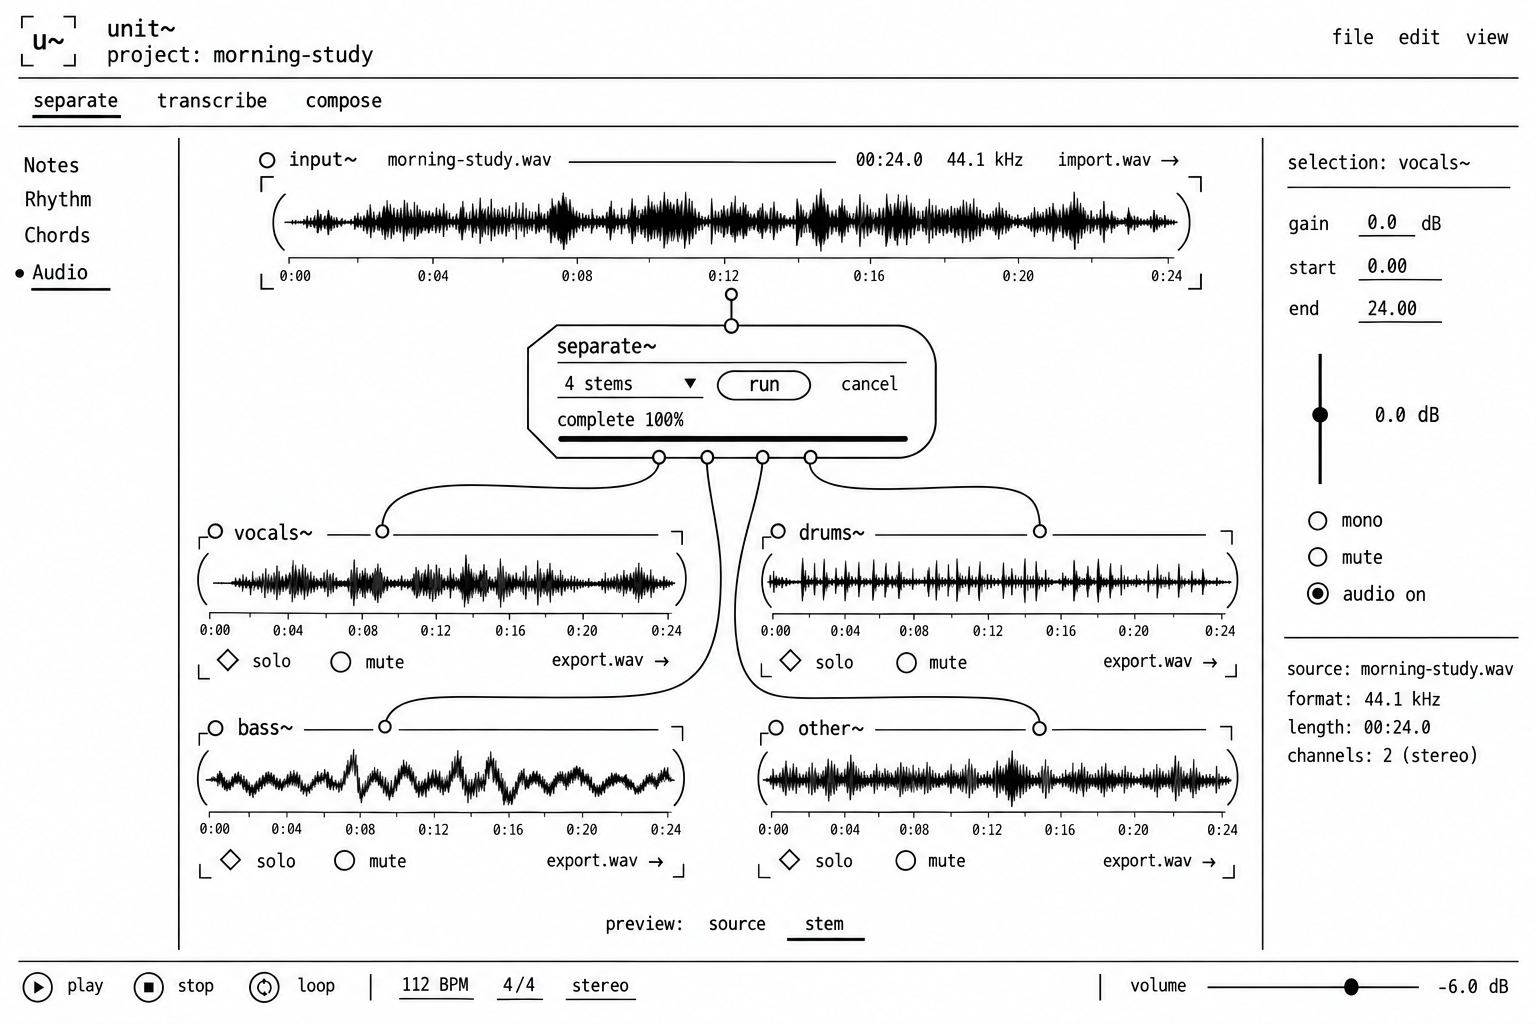 u~
unit~
project: morning-study
file edit view
separate transcribe compose
Notes
Rhythm
Chords
Audio
input~ morning-study.wav 00:24.0 44.1 kHz import.wav →
0:00 0:04 0:08 0:12 0:16 0:20 0:24
separate~
4 stems run cancel
complete 100%
vocals~
0:00 0:04 0:08 0:12 0:16 0:20 0:24
solo mute export.wav →
drums~
0:00 0:04 0:08 0:12 0:16 0:20 0:24
solo mute export.wav →
bass~
0:00 0:04 0:08 0:12 0:16 0:20 0:24
solo mute export.wav →
other~
0:00 0:04 0:08 0:12 0:16 0:20 0:24
solo mute export.wav →
preview: source stem
selection: vocals~
gain 0.0 dB
start 0.00
end 24.00
0.0 dB
mono
mute
audio on
source: morning-study.wav
format: 44.1 kHz
length: 00:24.0
channels: 2 (stereo)
play stop loop 112 BPM 4/4 stereo volume -6.0 dB